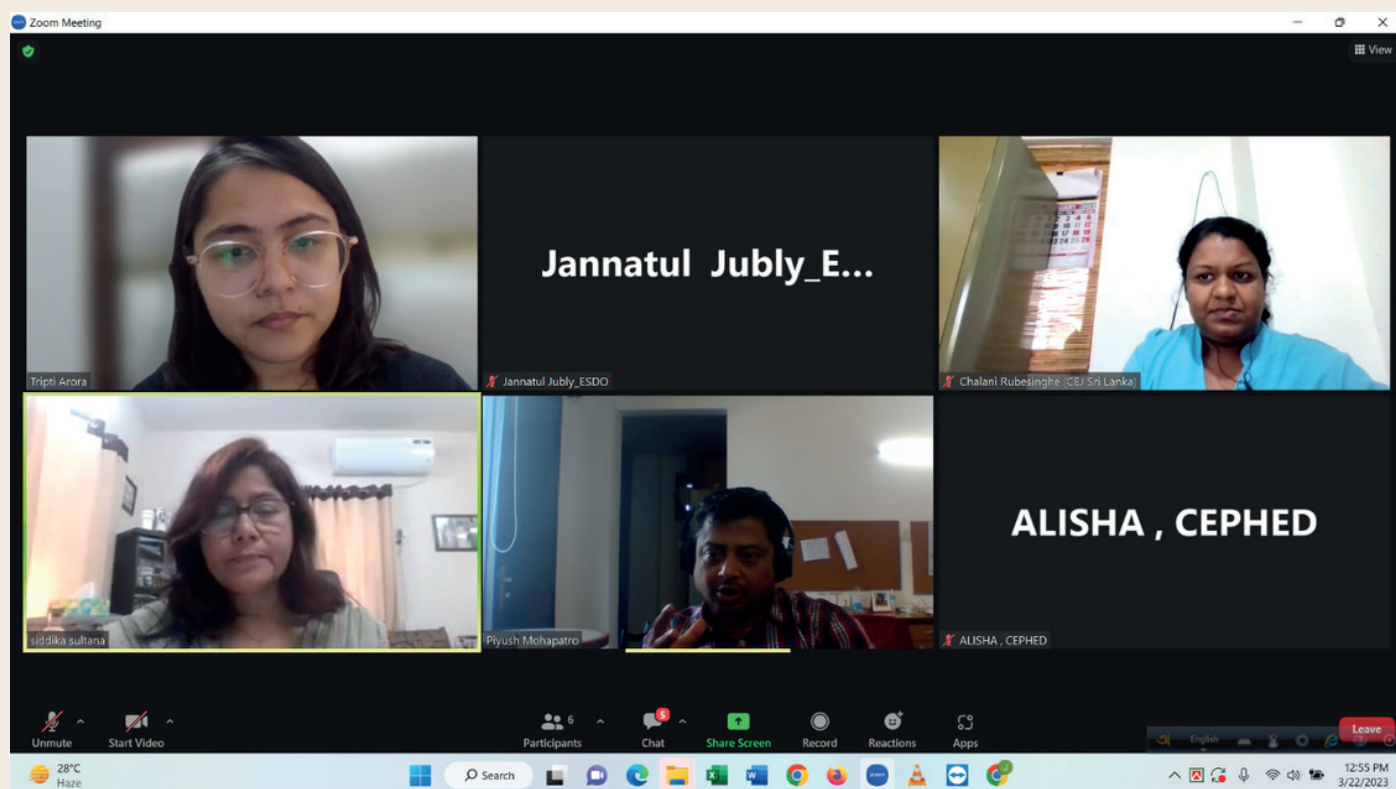 Zoom Meeting
View
Jannatul Jubly_E...
Tripti Arora
Jannatul Jubly_ESDO
Chalani Rubesinghe (CEJ Sri Lanka)
ALISHA , CEPHED
siddika sultana
Piyush Mohapatro
ALISHA , CEPHED
Unmute
Start Video
6
Participants
5
Chat
Share Screen
Record
Reactions
Apps
English
Leave
28°C
Haze
Search
12:55 PM
3/22/2023